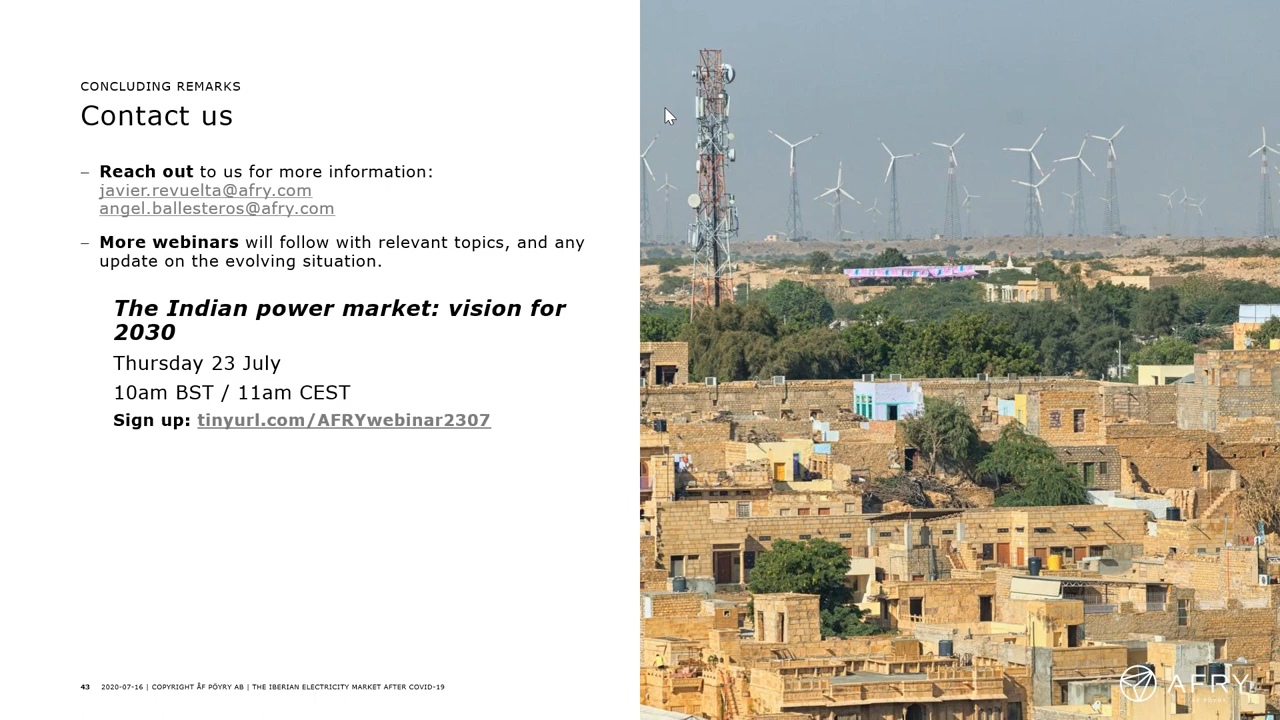 CONCLUDING REMARKS
Contact us
– Reach out to us for more information:
javier.revuelta@afry.com
angel.ballesteros@afry.com
– More webinars will follow with relevant topics, and any
update on the evolving situation.
The Indian power market: vision for
2030
Thursday 23 July
10am BST / 11am CEST
Sign up: tinyurl.com/AFRYwebinar2307
43 2020-07-16 | COPYRIGHT ÅF PÖYRY AB | THE IBERIAN ELECTRICITY MARKET AFTER COVID-19
AFRY